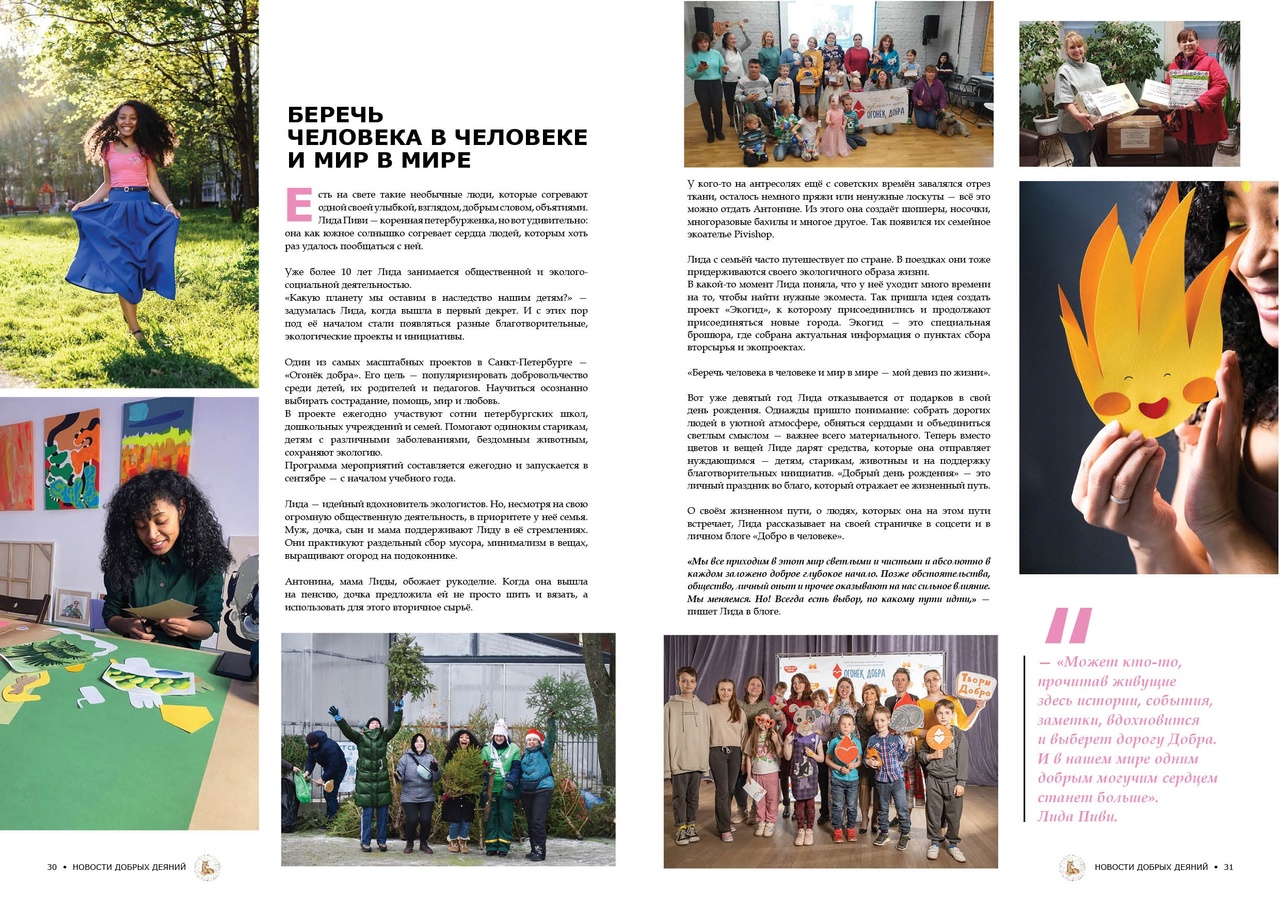 БЕРЕЧЬ
ЧЕЛОВЕКА В ЧЕЛОВЕКЕ
И МИР В МИРЕ
Есть на свете такие необычные люди, которые согревают
одной своей улыбкой, взглядом, добрым словом, объятиями.
Лида Пиви — коренная петербурженка, но вот удивительно:
она как южное солнышко согревает сердца людей, которым хоть
раз удалось пообщаться с ней.
Уже более 10 лет Лида занимается общественной и эколого-
социальной деятельностью.
«Какую планету мы оставим в наследство нашим детям?» —
задумалась Лида, когда вышла в первый декрет. И с этих пор
под её началом стали появляться разные благотворительные,
экологические проекты и инициативы.
Один из самых масштабных проектов в Санкт-Петербурге —
«Огонёк добра». Его цель — популяризировать добровольчество
среди детей, их родителей и педагогов. Научиться осознанно
выбирать сострадание, помощь, мир и любовь.
В проекте ежегодно участвуют сотни петербургских школ,
дошкольных учреждений и семей. Помогают одиноким старикам,
детям с различными заболеваниями, бездомным животным,
сохраняют экологию.
Программа мероприятий составляется ежегодно и запускается в
сентябре — с началом учебного года.
Лида — идейный вдохновитель экологистов. Но, несмотря на свою
огромную общественную деятельность, в приоритете у неё семья.
Муж, дочка, сын и мама поддерживают Лиду в её стремлениях.
Они практикуют раздельный сбор мусора, минимализм в вещах,
выращивают огород на подоконнике.
Антонина, мама Лиды, обожает рукоделие. Когда она вышла
на пенсию, дочка предложила ей не просто шить и вязать, а
использовать для этого вторичное сырьё.
30 • НОВОСТИ ДОБРЫХ ДЕЯНИЙ
ОГОНЁК ДОБРА
У кого-то на антресолях ещё с советских времён завалялся отрез
ткани, осталось немного пряжи или ненужные лоскуты — всё это
можно отдать Антонине. Из этого она создаёт шопперы, носочки,
многоразовые бахилы и многое другое. Так появился их семейное
экоателье Pivishop.
Лида с семьёй часто путешествует по стране. В поездках они тоже
придерживаются своего экологичного образа жизни.
В какой-то момент Лида поняла, что у неё уходит много времени
на то, чтобы найти нужные экоместа. Так пришла идея создать
проект «Экогид», к которому присоединились и продолжают
присоединяться новые города. Экогид — это специальная
брошюра, где собрана актуальная информация о пунктах сбора
вторсырья и экопроектах.
«Беречь человека в человеке и мир в мире — мой девиз по жизни».
Вот уже девятый год Лида отказывается от подарков в свой
день рождения. Однажды пришло понимание: собрать дорогих
людей в уютной атмосфере, обняться сердцами и объединиться
светлым смыслом — важнее всего материального. Теперь вместо
цветов и вещей Лиде дарят средства, которые она отправляет
нуждающимся — детям, старикам, животным и на поддержку
благотворительных инициатив. «Добрый день рождения» — это
личный праздник во благо, который отражает ее жизненный путь.
О своём жизненном пути, о людях, которых она на этом пути
встречает, Лида рассказывает на своей страничке в соцсети и в
личном блоге «Добро в человеке».
«Мы все приходим в этот мир светлыми и чистыми и абсолютно в
каждом заложено доброе глубокое начало. Позже обстоятельства,
общество, личный опыт и прочее оказывают на нас сильное влияние.
Мы меняемся. Но! Всегда есть выбор, по какому пути идти,» —
пишет Лида в блоге.
ОГОНЁК ДОБРА
Твори
Добро
— «Может кто-то,
прочитав живущие
здесь истории, события,
заметки, вдохновится
и выберет дорогу Добра.
И в нашем мире одним
добрым могучим сердцем
станет больше».
Лида Пиви.
НОВОСТИ ДОБРЫХ ДЕЯНИЙ • 31